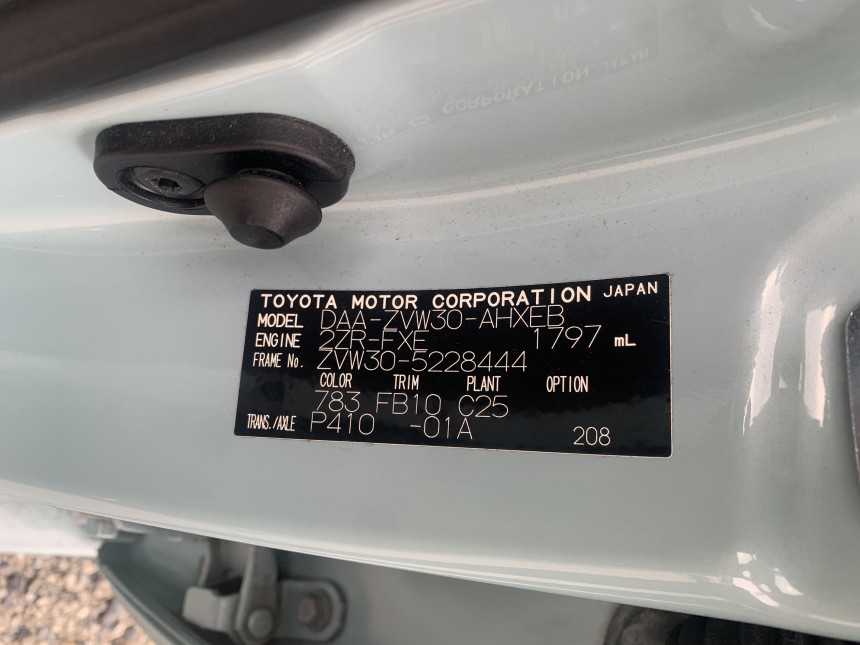 TOYOTA MOTOR CORPORATION JAPAN
MODEL DAA-ZVW30-AHXEB
ENGINE 2ZR-FXE 1797 mL
FRAME No. ZVW30-5228444
COLOR TRIM PLANT OPTION
783 FB10 C25
TRANS./AXLE P410 -01A 208